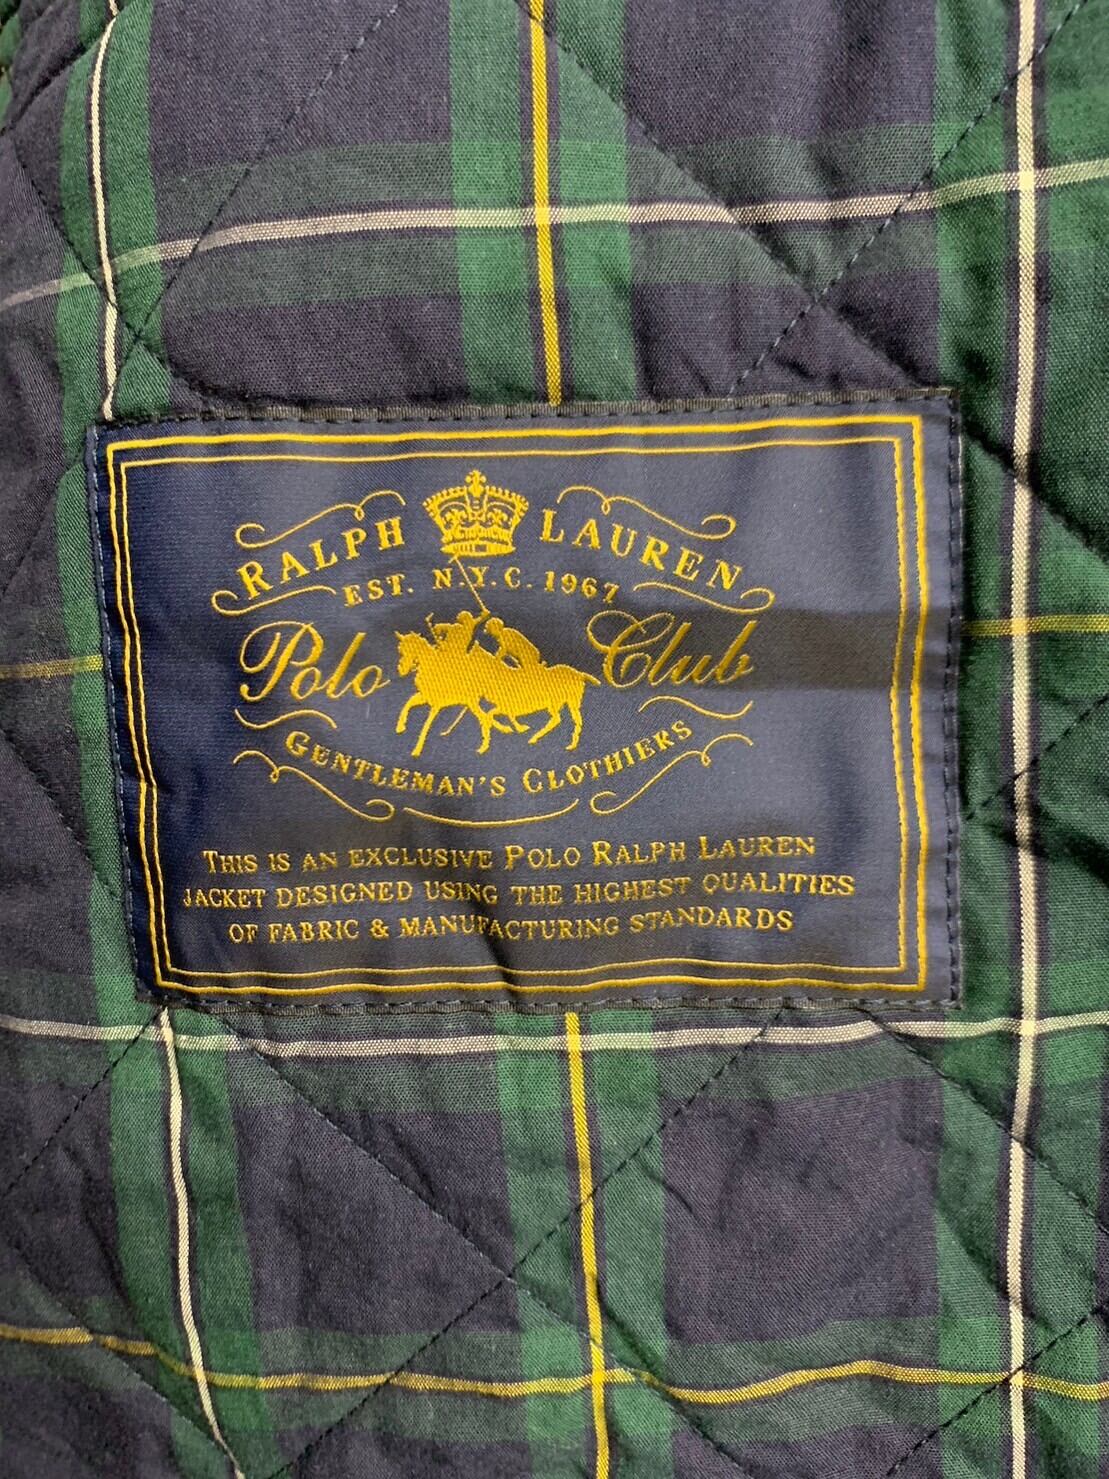 RALPH LAUREN
EST. N.Y.C. 1967
Polo Club
GENTLEMAN'S CLOTHIERS
THIS IS AN EXCLUSIVE POLO RALPH LAUREN
JACKET DESIGNED USING THE HIGHEST QUALITIES
OF FABRIC & MANUFACTURING STANDARDS